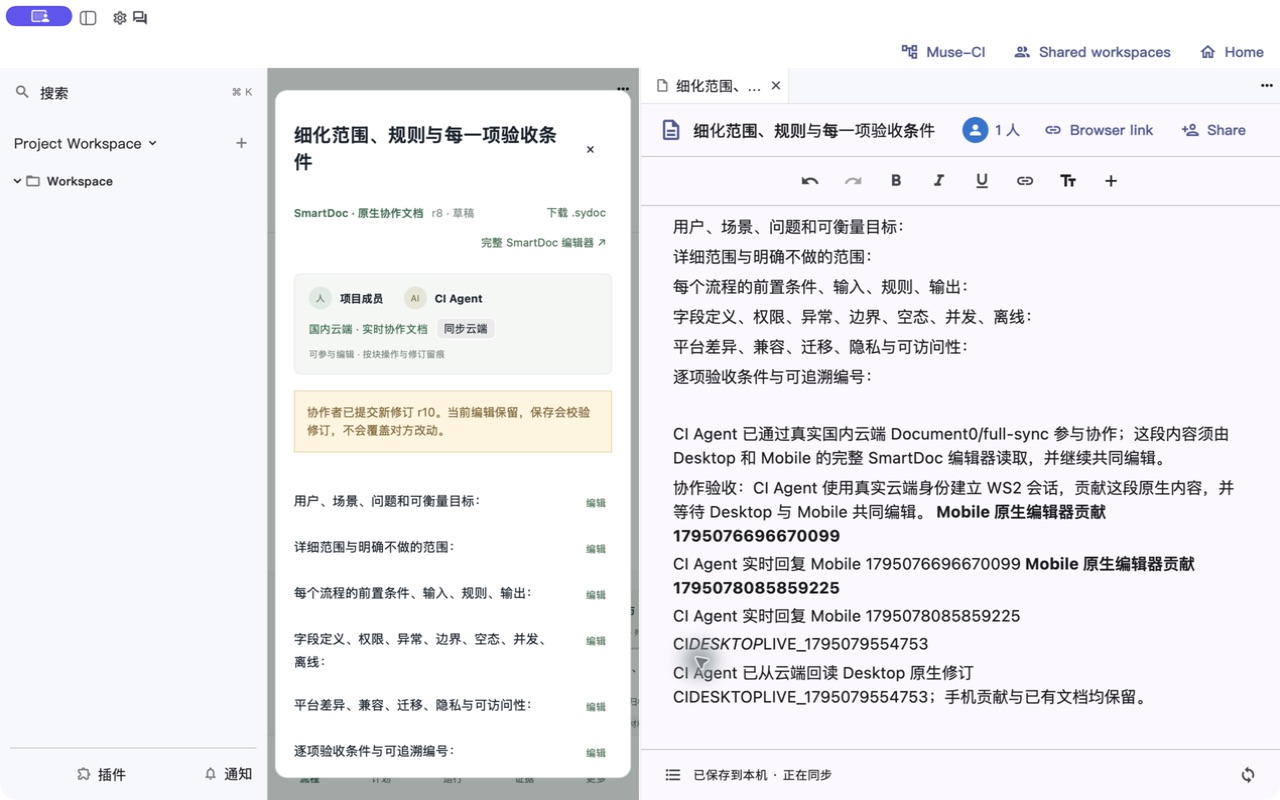 Muse-CI
Shared workspaces
Home
搜索
⌘ K
Project Workspace
Workspace
插件
通知
细化范围、规则与每一项验收条
件
SmartDoc · 原生协作文档 r8 · 草稿
下载 .sydoc
完整 SmartDoc 编辑器 ↗
人 项目成员
AI CI Agent
国内云端 · 实时协作文档
同步云端
可参与编辑 · 按块操作与修订留痕
协作者已提交新修订 r10。当前编辑保留，保存会校验
修订，不会覆盖对方改动。
用户、场景、问题和可衡量目标：
编辑
详细范围与明确不做的范围：
编辑
每个流程的前置条件、输入、规则、输出：
编辑
字段定义、权限、异常、边界、空态、并发、
离线：
编辑
平台差异、兼容、迁移、隐私与可访问性：
编辑
逐项验收条件与可追溯编号：
编辑
流程
计划
运行
证据
更多
细化范围、...
细化范围、规则与每一项验收条件
1 人
Browser link
Share
用户、场景、问题和可衡量目标：
详细范围与明确不做的范围：
每个流程的前置条件、输入、规则、输出：
字段定义、权限、异常、边界、空态、并发、离线：
平台差异、兼容、迁移、隐私与可访问性：
逐项验收条件与可追溯编号：
CI Agent 已通过真实国内云端 Document0/full-sync 参与协作；这段内容须由
Desktop 和 Mobile 的完整 SmartDoc 编辑器读取，并继续共同编辑。
协作验收：CI Agent 使用真实云端身份建立 WS2 会话，贡献这段原生内容，并
等待 Desktop 与 Mobile 共同编辑。 Mobile 原生编辑器贡献
1795076696670099
CI Agent 实时回复 Mobile 1795076696670099 Mobile 原生编辑器贡献
1795078085859225
CI Agent 实时回复 Mobile 1795078085859225
CIDESKTOPLIVE_1795079554753
CI Agent 已从云端回读 Desktop 原生修订
CIDESKTOPLIVE_1795079554753；手机贡献与已有文档均保留。
已保存到本机 · 正在同步